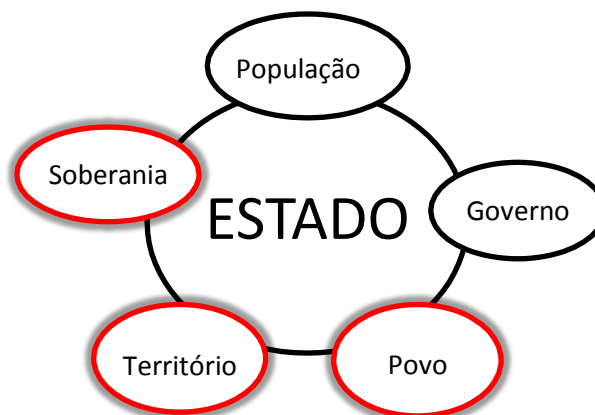 População
Soberania
ESTADO
Governo
Território
Povo